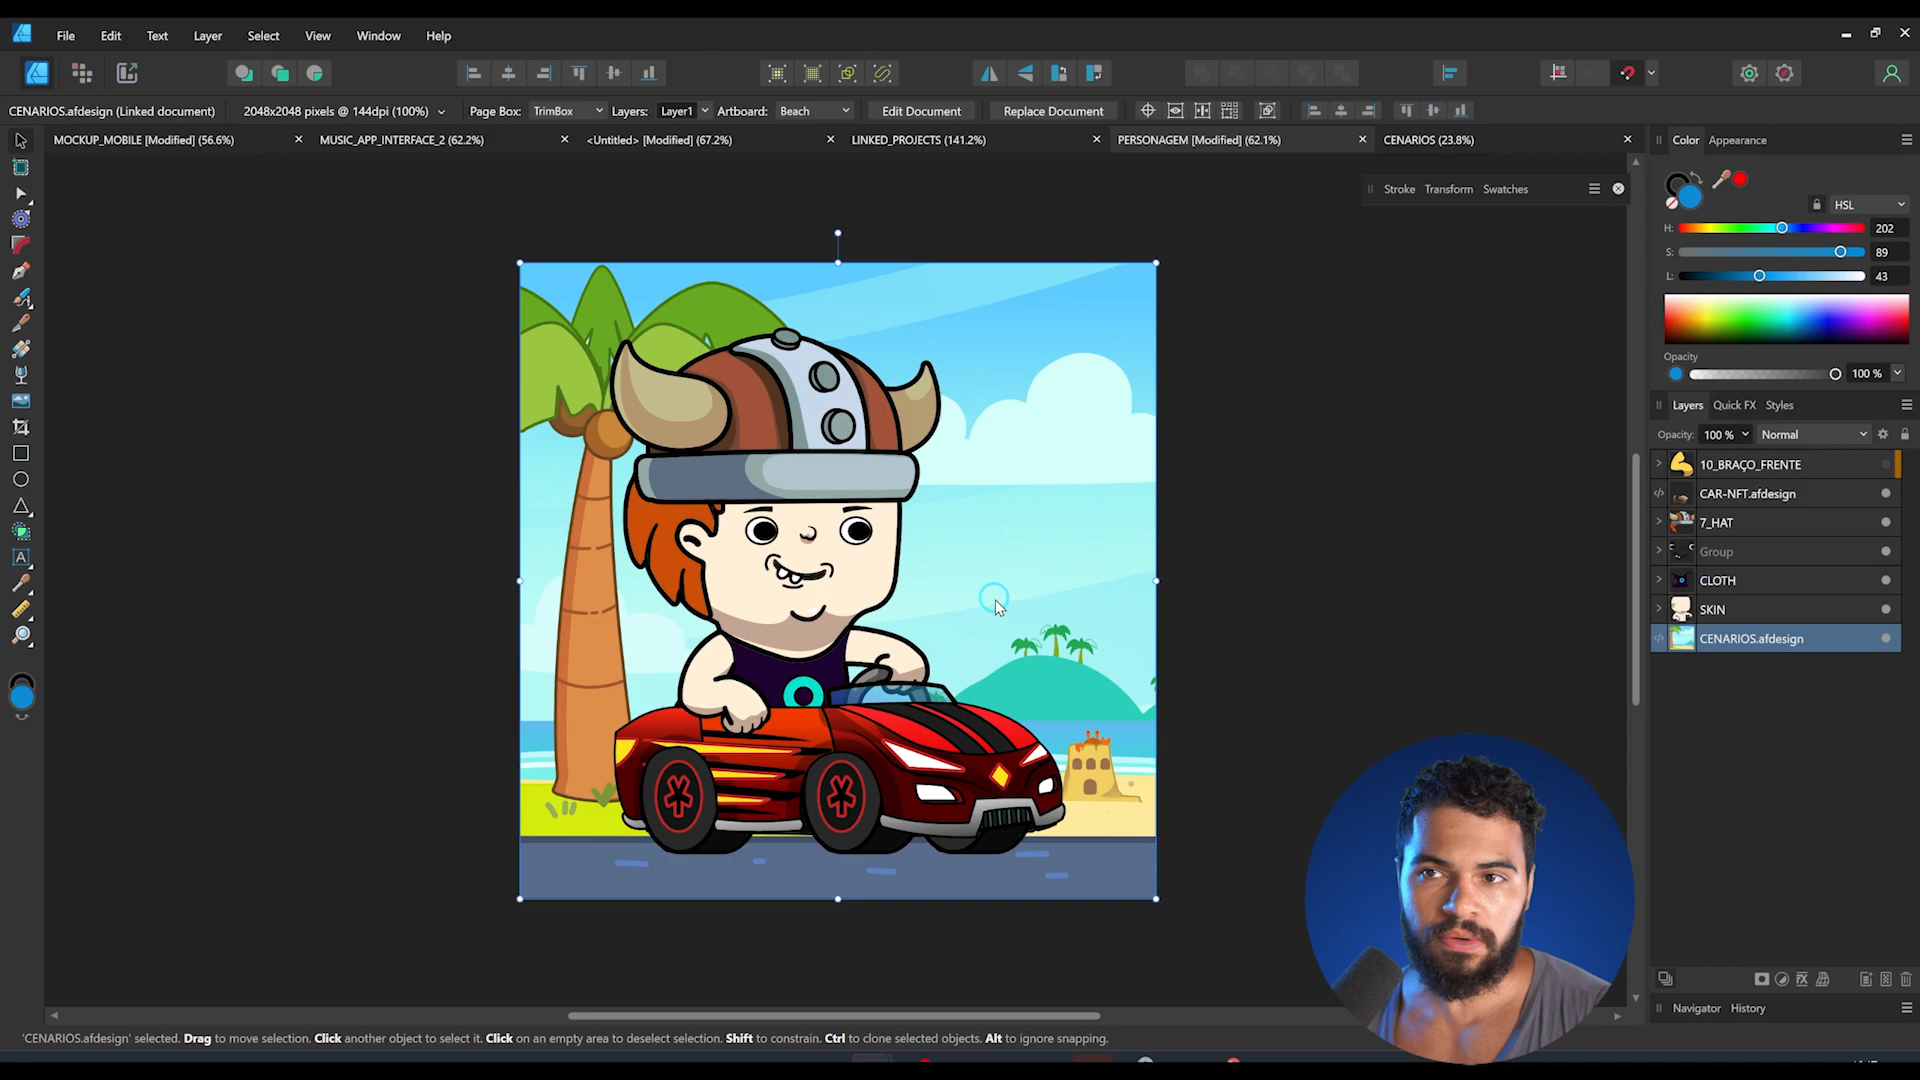 File Edit Text Layer Select View Window Help
CENARIOS.afdesign (Linked document) 2048x2048 pixels @ 144dpi (100%) Page Box: TrimBox Layers: Layer1 Artboard: Beach Edit Document Replace Document
MOCKUP_MOBILE [Modified] (56.6%) MUSIC_APP_INTERFACE_2 (62.2%) <Untitled> [Modified] (67.2%) LINKED_PROJECTS (141.2%) PERSONAGEM [Modified] (62.1%) CENARIOS (23.8%)
Color Appearance
Stroke Transform Swatches
HSL
H: 202
S: 89
L: 43
Opacity
100 %
Layers Quick FX Styles
Opacity: 100 % Normal
10_BRAÇO_FRENTE
CAR-NFT.afdesign
7_HAT
Group
CLOTH
SKIN
CENARIOS.afdesign
Navigator History
'CENARIOS.afdesign' selected. Drag to move selection. Click another object to select it. Click on an empty area to deselect selection. Shift to constrain. Ctrl to clone selected objects. Alt to ignore snapping.